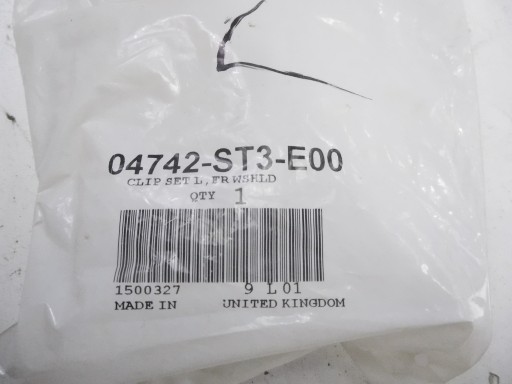 04742-ST3-E00
CLIP SET L, FR WSHLD
QTY 1
1500327 9 L 01
MADE IN UNITED KINGDOM